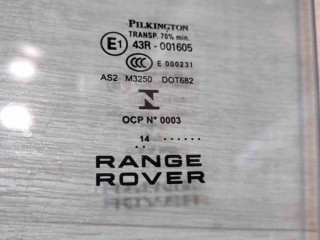 PILKINGTON
TRANSP. 70% min.
E1 43R - 001605
CCC E 000231
AS2 M3250 DOT682
N
OCP N° 0003
14 ......
..
RANGE
ROVER